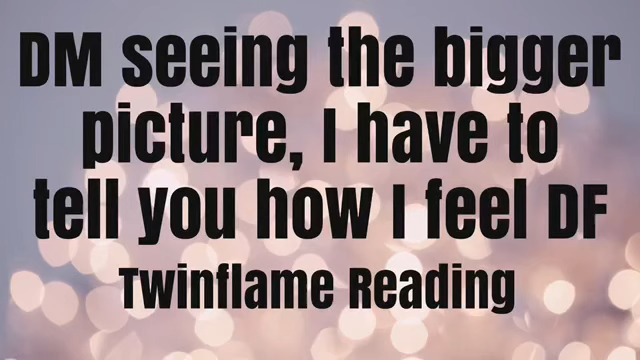 DM seeing the bigger
picture, I have to
tell you how I feel DF
Twinflame Reading